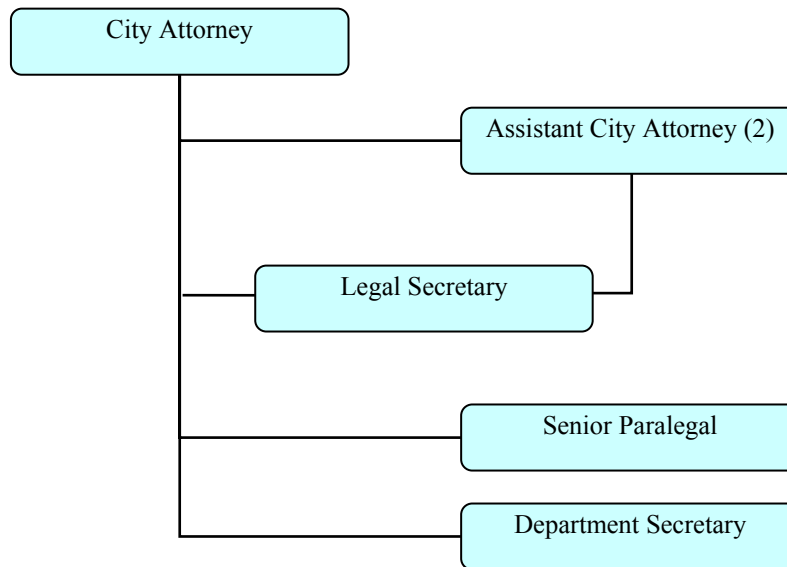 City Attorney
Assistant City Attorney (2)
Legal Secretary
Senior Paralegal
Department Secretary